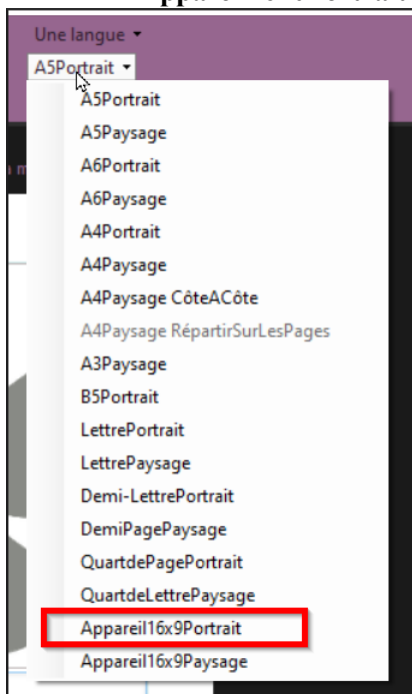 Une langue
A5Portrait
A5Portrait
A5Paysage
A6Portrait
A6Paysage
A4Portrait
A4Paysage
A4Paysage CôteACôte
A4Paysage RépartirSurLesPages
A3Paysage
B5Portrait
LettrePortrait
LettrePaysage
Demi-LettrePortrait
DemiPagePaysage
QuartdePagePortrait
QuartdeLettrePaysage
Appareil16x9Portrait
Appareil16x9Paysage